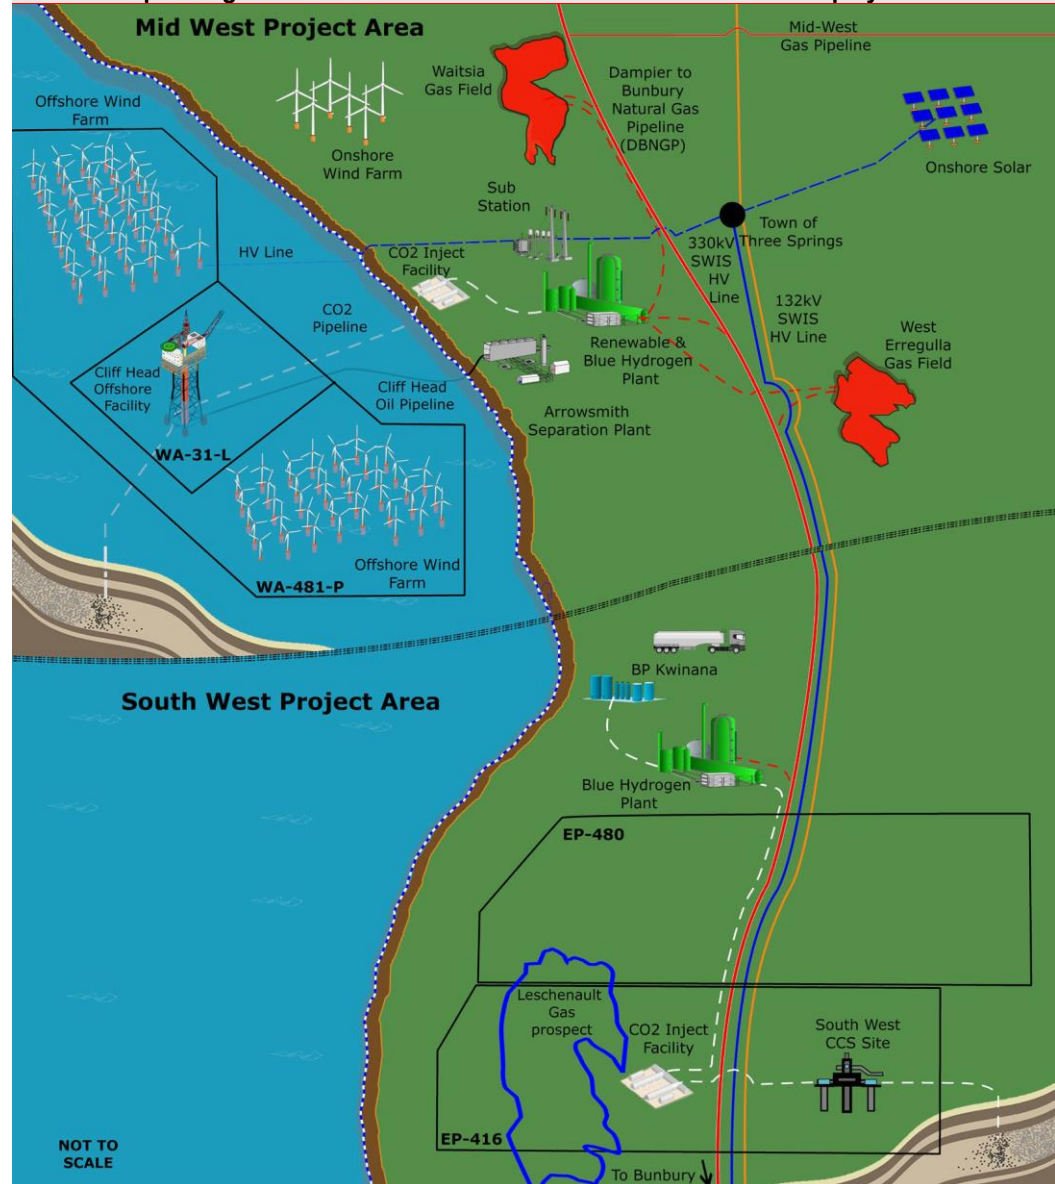 Mid West Project Area
Mid-West
Gas Pipeline
Waitsia
Gas Field
Dampier to
Bunbury
Natural Gas
Pipeline
(DBNGP)
Offshore Wind
Farm
Onshore
Wind Farm
Onshore Solar
Sub
Station
Town of
Three Springs
HV Line
CO2 Inject
Facility
330kV
SWIS
HV
Line
132kV
SWIS
HV Line
CO2
Pipeline
Renewable &
Blue Hydrogen
Plant
West
Erregulla
Gas Field
Cliff Head
Offshore
Facility
Cliff Head
Oil Pipeline
Arrowsmith
Separation Plant
WA-31-L
Offshore Wind
Farm
WA-481-P
South West Project Area
BP Kwinana
Blue Hydrogen
Plant
EP-480
Leschenault
Gas
prospect
CO2 Inject
Facility
South West
CCS Site
EP-416
NOT TO
SCALE
To Bunbury